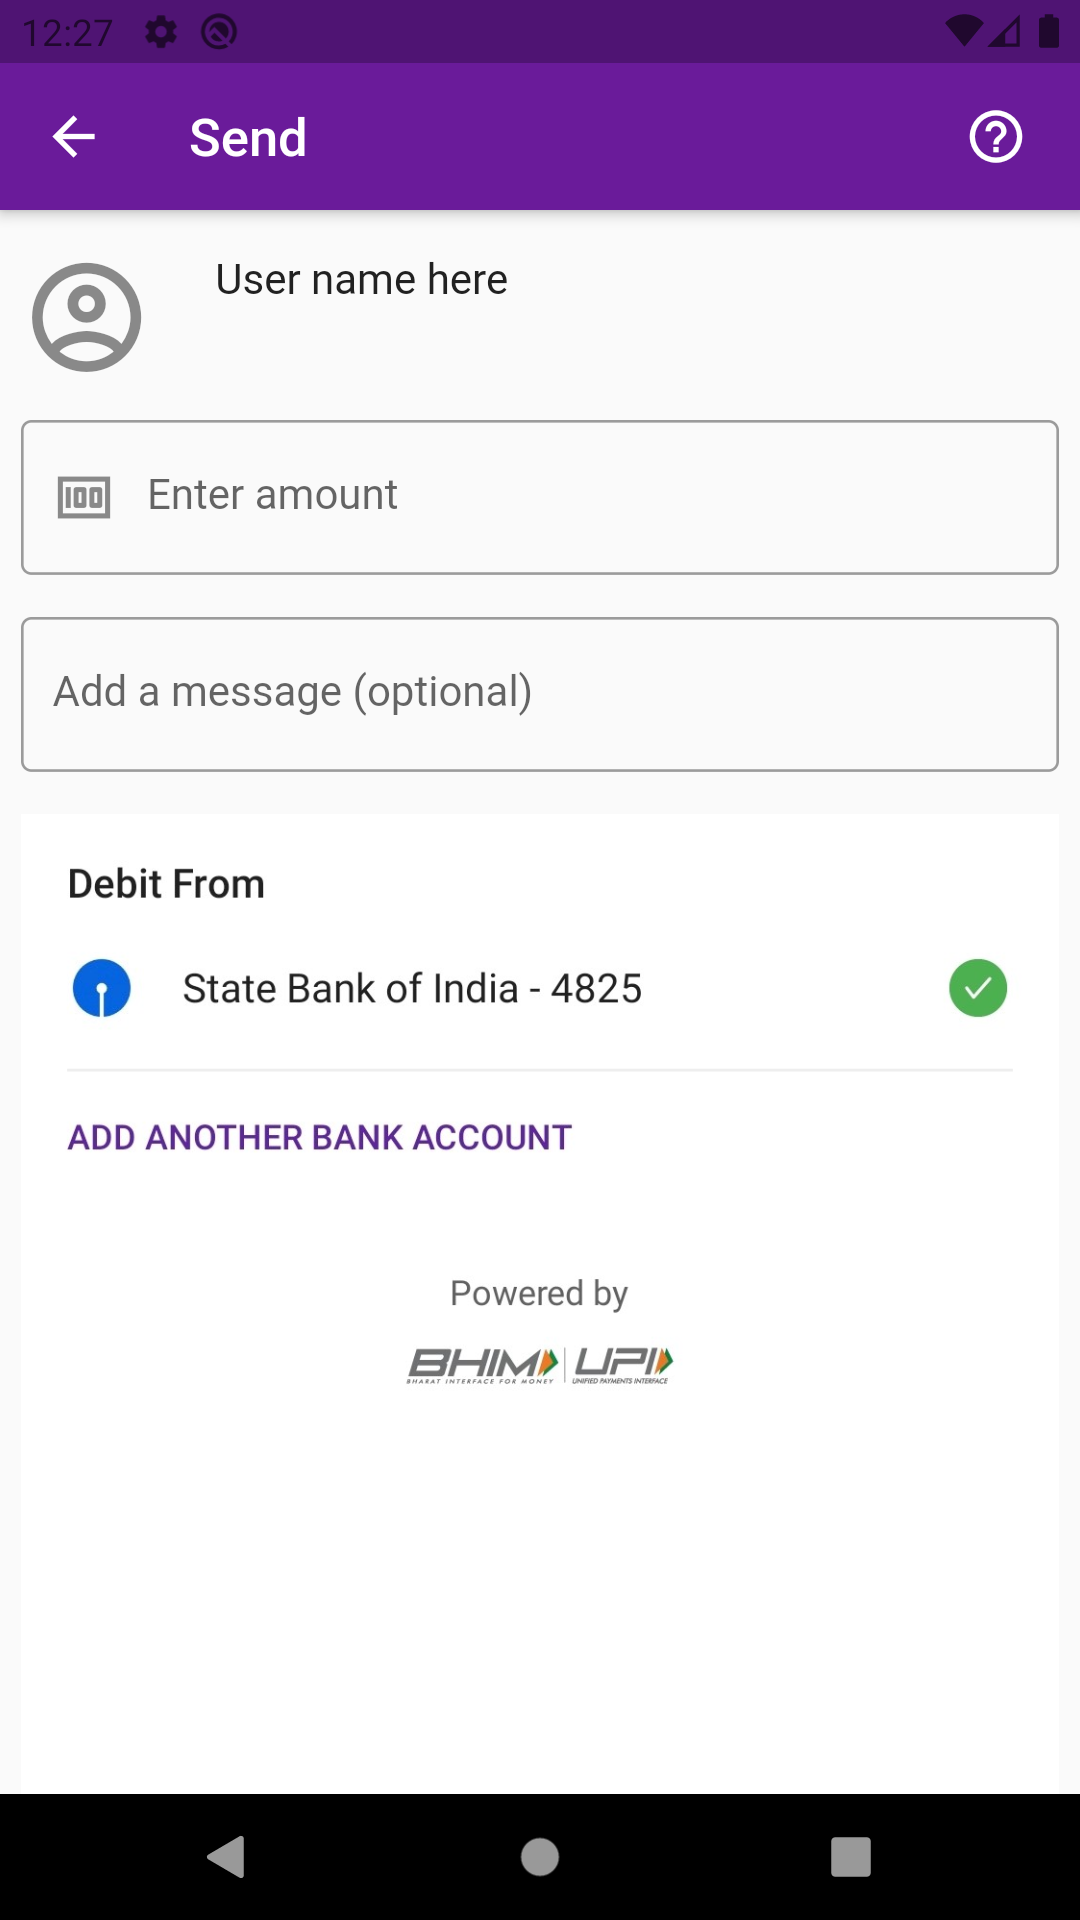 12:27
Send
User name here
100
Enter amount
Add a message (optional)
Debit From
State Bank of India - 4825
ADD ANOTHER BANK ACCOUNT
Powered by
BHIM UPI
BHARAT INTERFACE FOR MONEY UNIFIED PAYMENTS INTERFACE